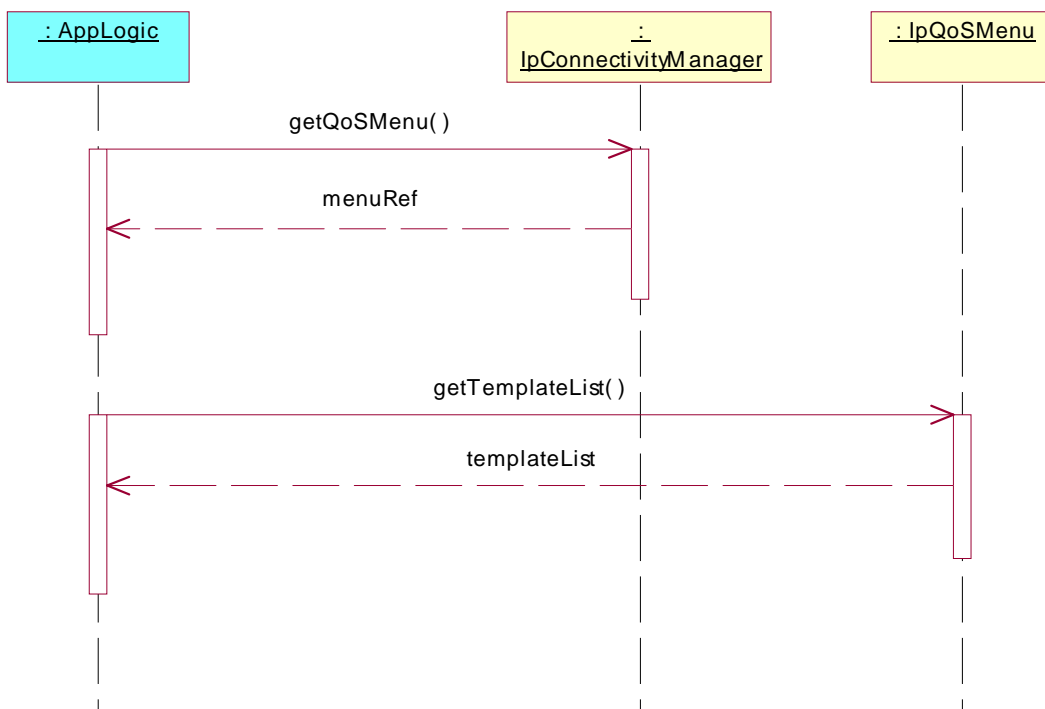 : AppLogic
:
IpConnectivityManager
: IpQoSMenu
getQoSMenu( )
menuRef
getTemplateList( )
templateList